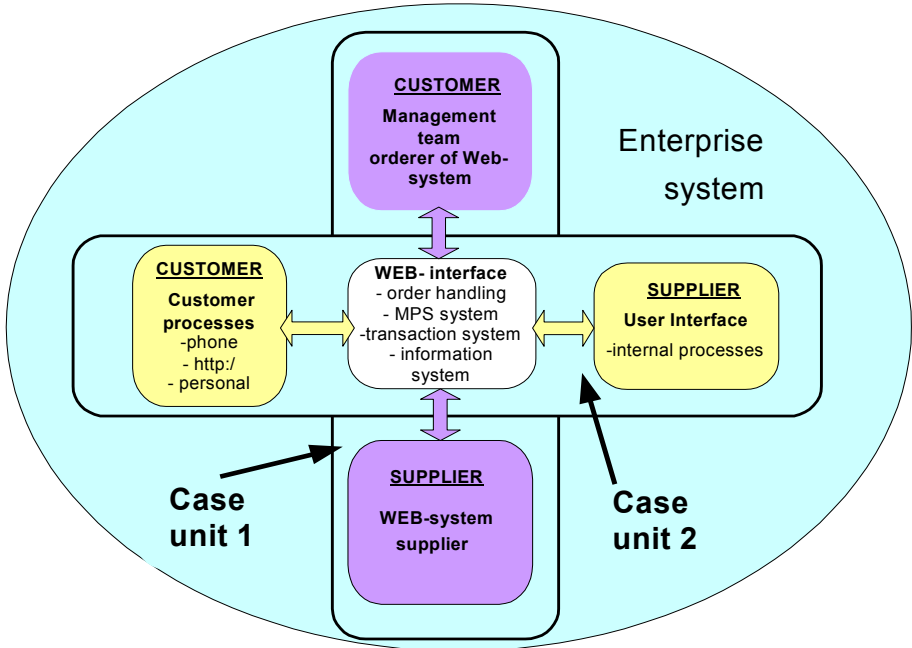 CUSTOMER
Management
team
orderer of Web-
system
Enterprise
system
CUSTOMER
Customer
processes
-phone
- http:/
- personal
WEB- interface
- order handling
- MPS system
-transaction system
- information
system
SUPPLIER
User Interface
-internal processes
SUPPLIER
WEB-system
supplier
Case
unit 1
Case
unit 2